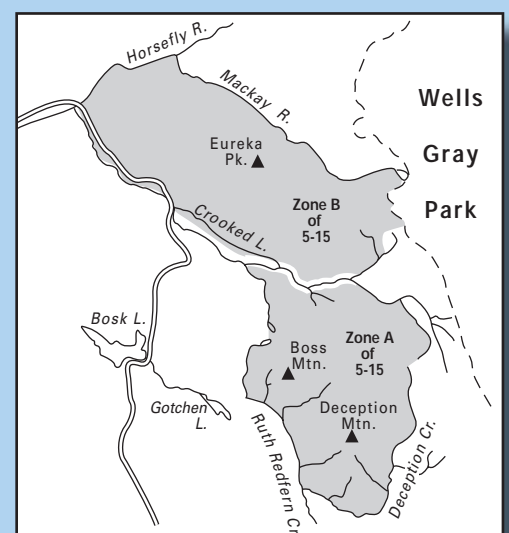 Horsefly R.
Mackay R.
Wells
Gray
Park
Eureka
Pk.
Zone B
of
5-15
Crooked L.
Bosk L.
Boss
Mtn.
Zone A
of
5-15
Gotchen
L.
Deception
Mtn.
Ruth Redfern Cr.
Deception Cr.